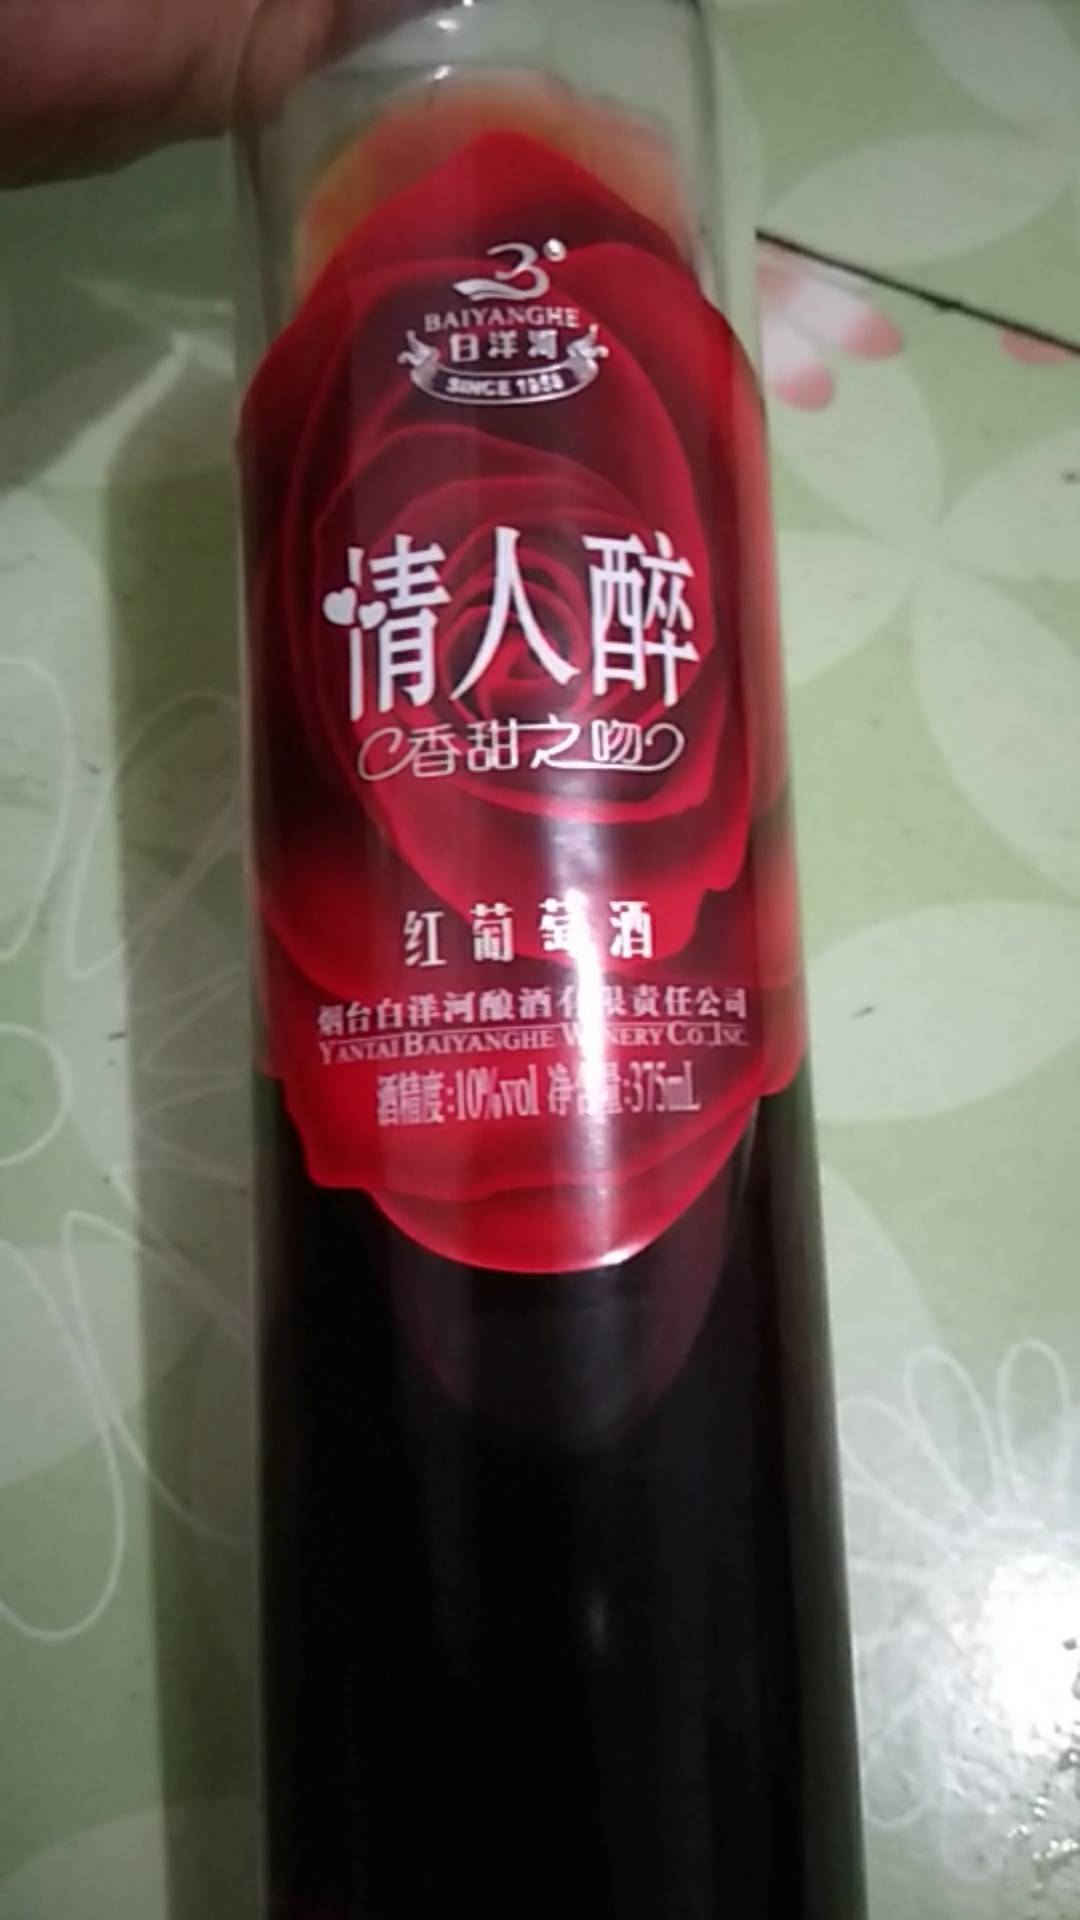 BAIYANGHE
白洋河
SINCE 1958
情人醉
香甜之吻
红葡萄酒
烟台白洋河酿酒有限责任公司
YANTAI BAIYANGHE WINERY CO.,INC.
酒精度:10%vol 净含量:375mL